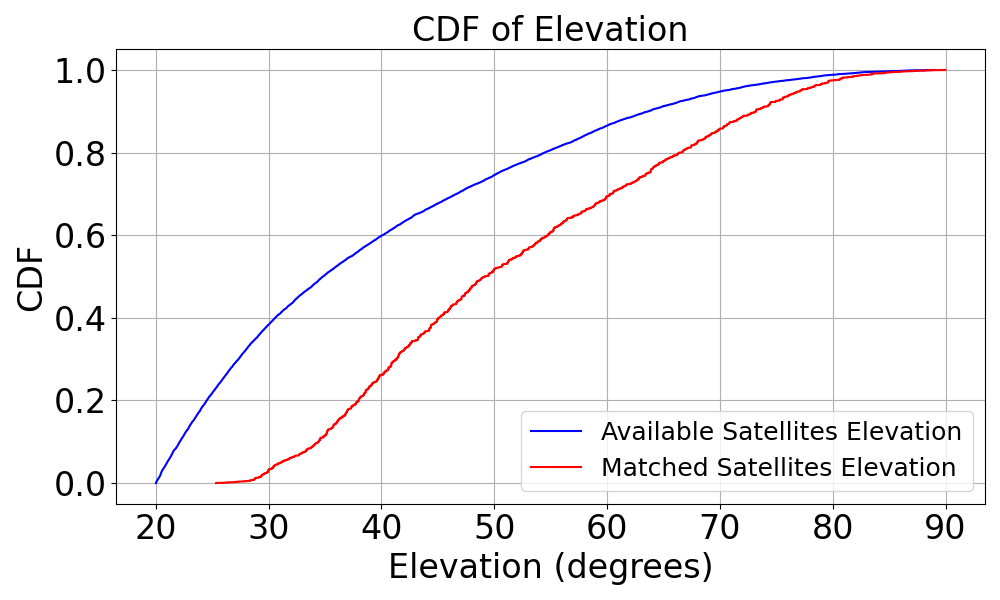 CDF of Elevation
1.0
0.8
0.6
0.4
0.2
0.0
CDF
Available Satellites Elevation
Matched Satellites Elevation
20 30 40 50 60 70 80 90
Elevation (degrees)